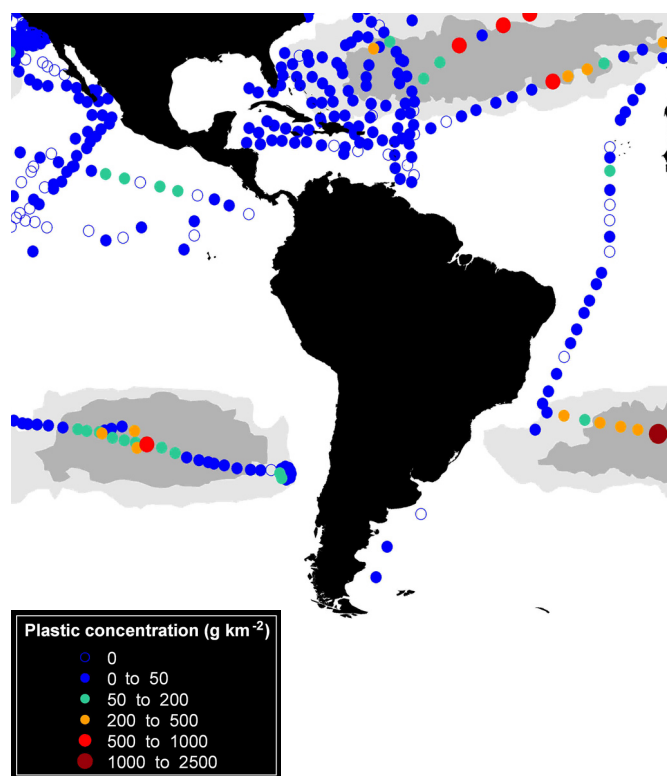 Plastic concentration (g km-2)
0
0 to 50
50 to 200
200 to 500
500 to 1000
1000 to 2500